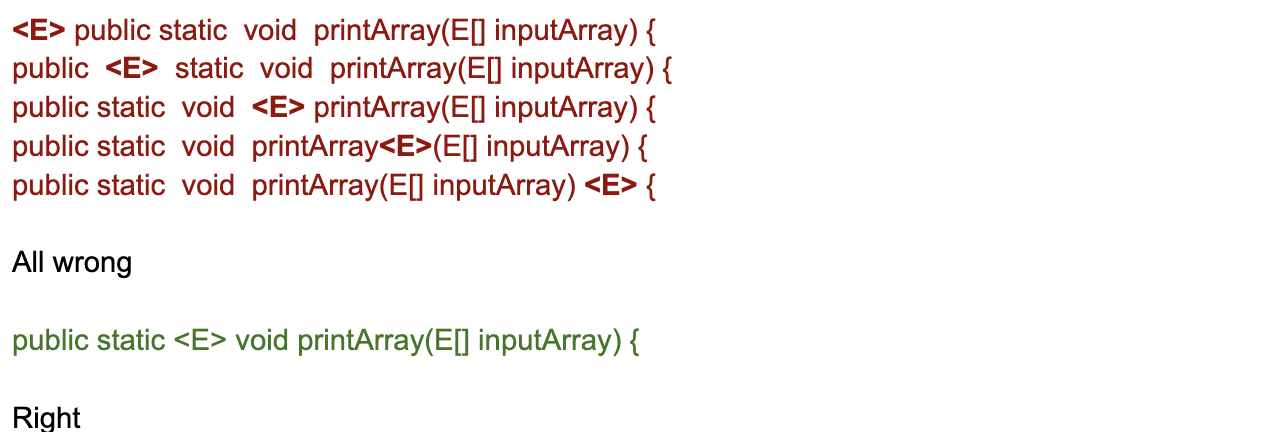 <E> public static  void  printArray(E[] inputArray) {
public  <E>  static  void  printArray(E[] inputArray) {
public static  void  <E> printArray(E[] inputArray) {
public static  void  printArray<E>(E[] inputArray) {
public static  void  printArray(E[] inputArray) <E> {
All wrong
public static <E> void printArray(E[] inputArray) {
Right